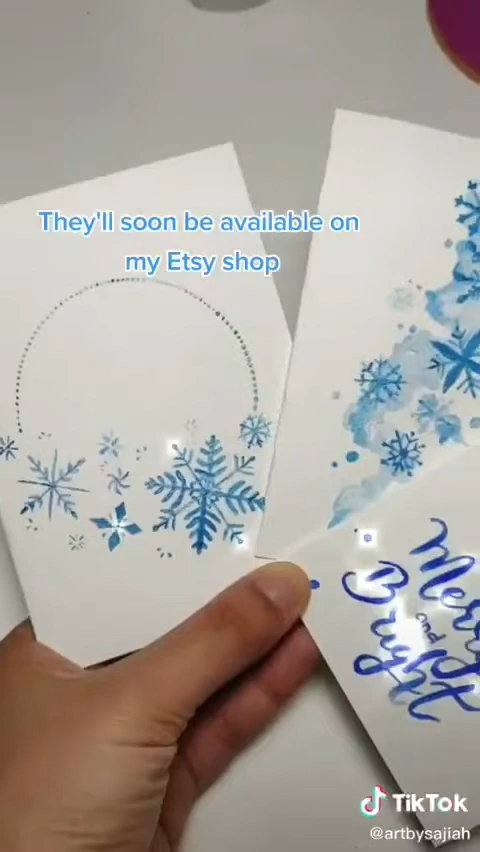 They'll soon be available on
my Etsy shop
Merry
and
Bright
TikTok
@artbysajiah